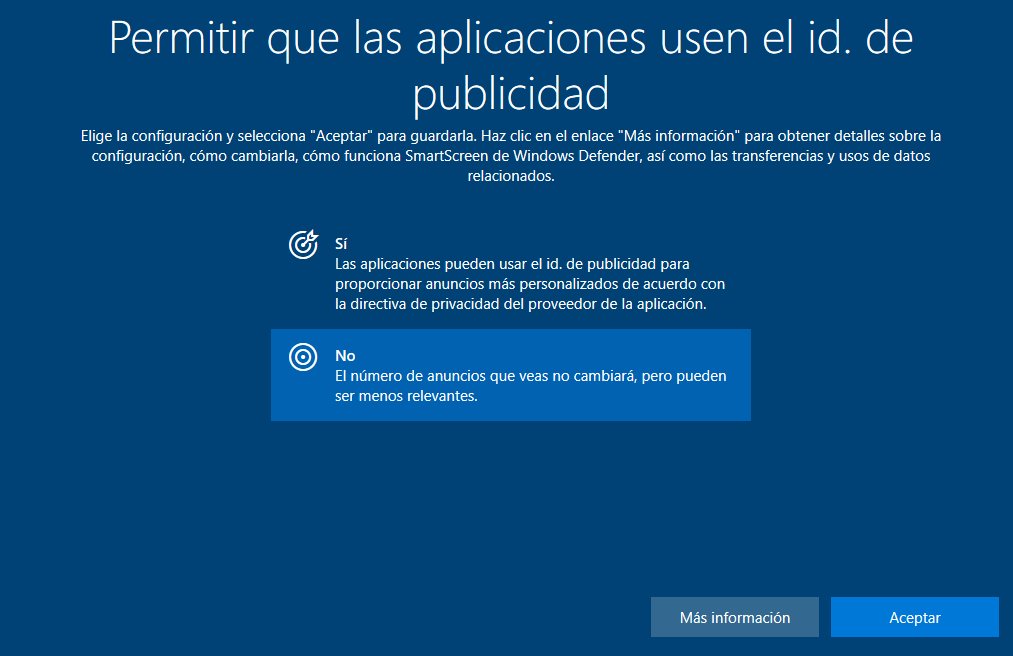 Permitir que las aplicaciones usen el id. de
publicidad
Elige la configuración y selecciona "Aceptar" para guardarla. Haz clic en el enlace "Más información" para obtener detalles sobre la
configuración, cómo cambiarla, cómo funciona SmartScreen de Windows Defender, así como las transferencias y usos de datos
relacionados.
Sí
Las aplicaciones pueden usar el id. de publicidad para
proporcionar anuncios más personalizados de acuerdo con
la directiva de privacidad del proveedor de la aplicación.
No
El número de anuncios que veas no cambiará, pero pueden
ser menos relevantes.
Más información
Aceptar